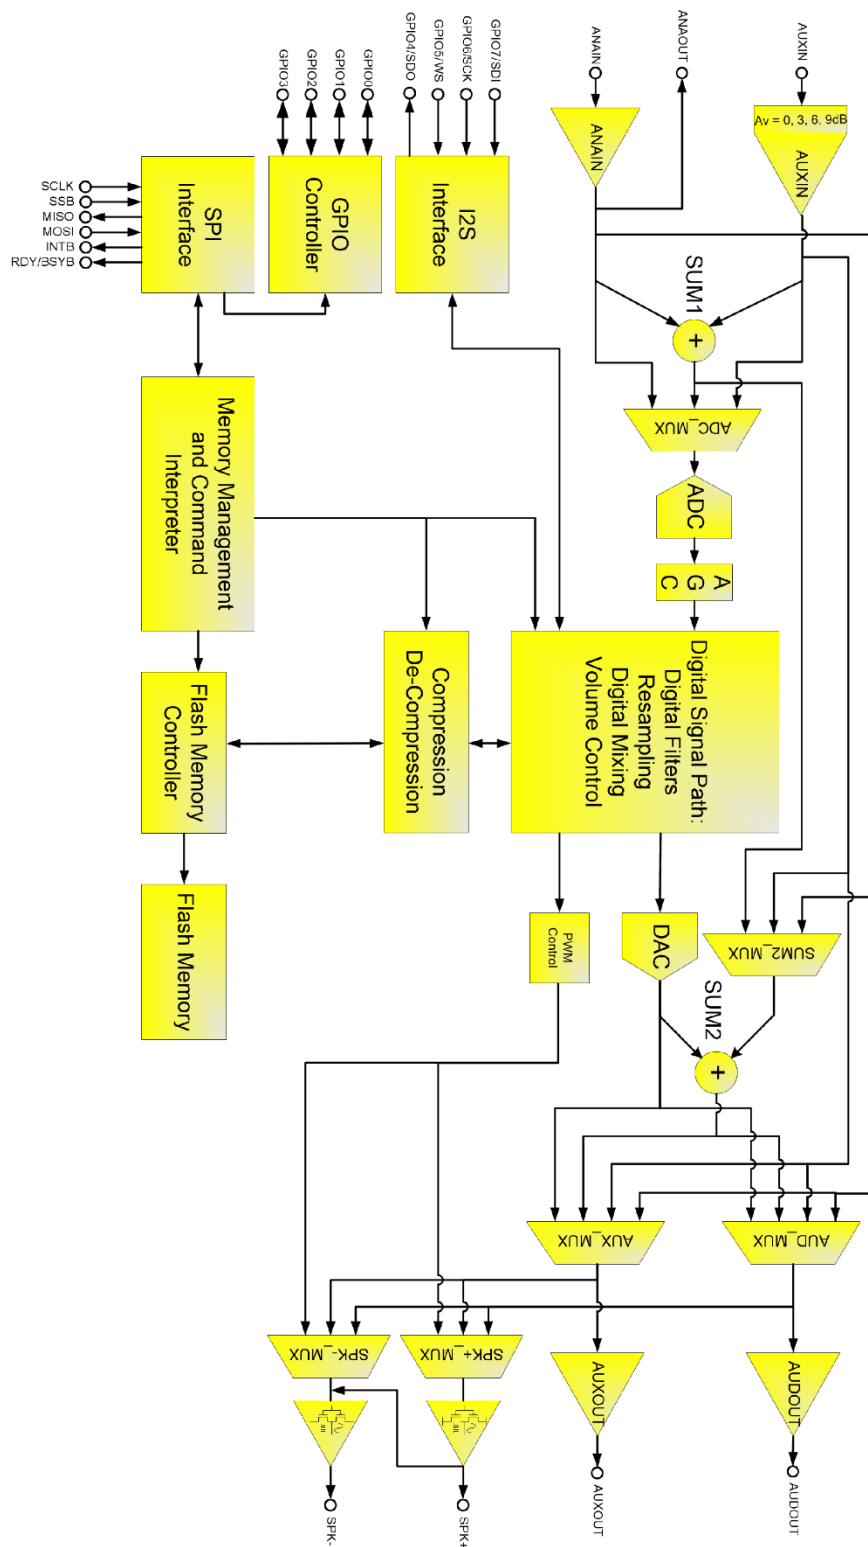 AUXIN
Av = 0, 3, 6, 9dB
AUXIN
ANAOUT
ANAIN
ANAIN
SUM1
+
ADC_MUX
ADC
A
G
C
Digital Signal Path:
Digital Filters
Resampling
Digital Mixing
Volume Control
SUM2_MUX
DAC
SUM2
+
PWM
Control
AUD_MUX
AUX_MUX
AUDOUT
AUDOUT
AUXOUT
AUXOUT
SPK+_MUX
SPK+
SPK-_MUX
SPK-
GPIO7/SDI
GPIO6/SCK
GPIO5/WS
GPIO4/SDO
I2S
Interface
Compression
De-Compression
GPIO0
GPIO1
GPIO2
GPIO3
GPIO
Controller
SPI
Interface
SCLK
SSB
MISO
MOSI
INTB
RDY/BSYB
Memory Management
and Command
Interpreter
Flash Memory
Controller
Flash Memory